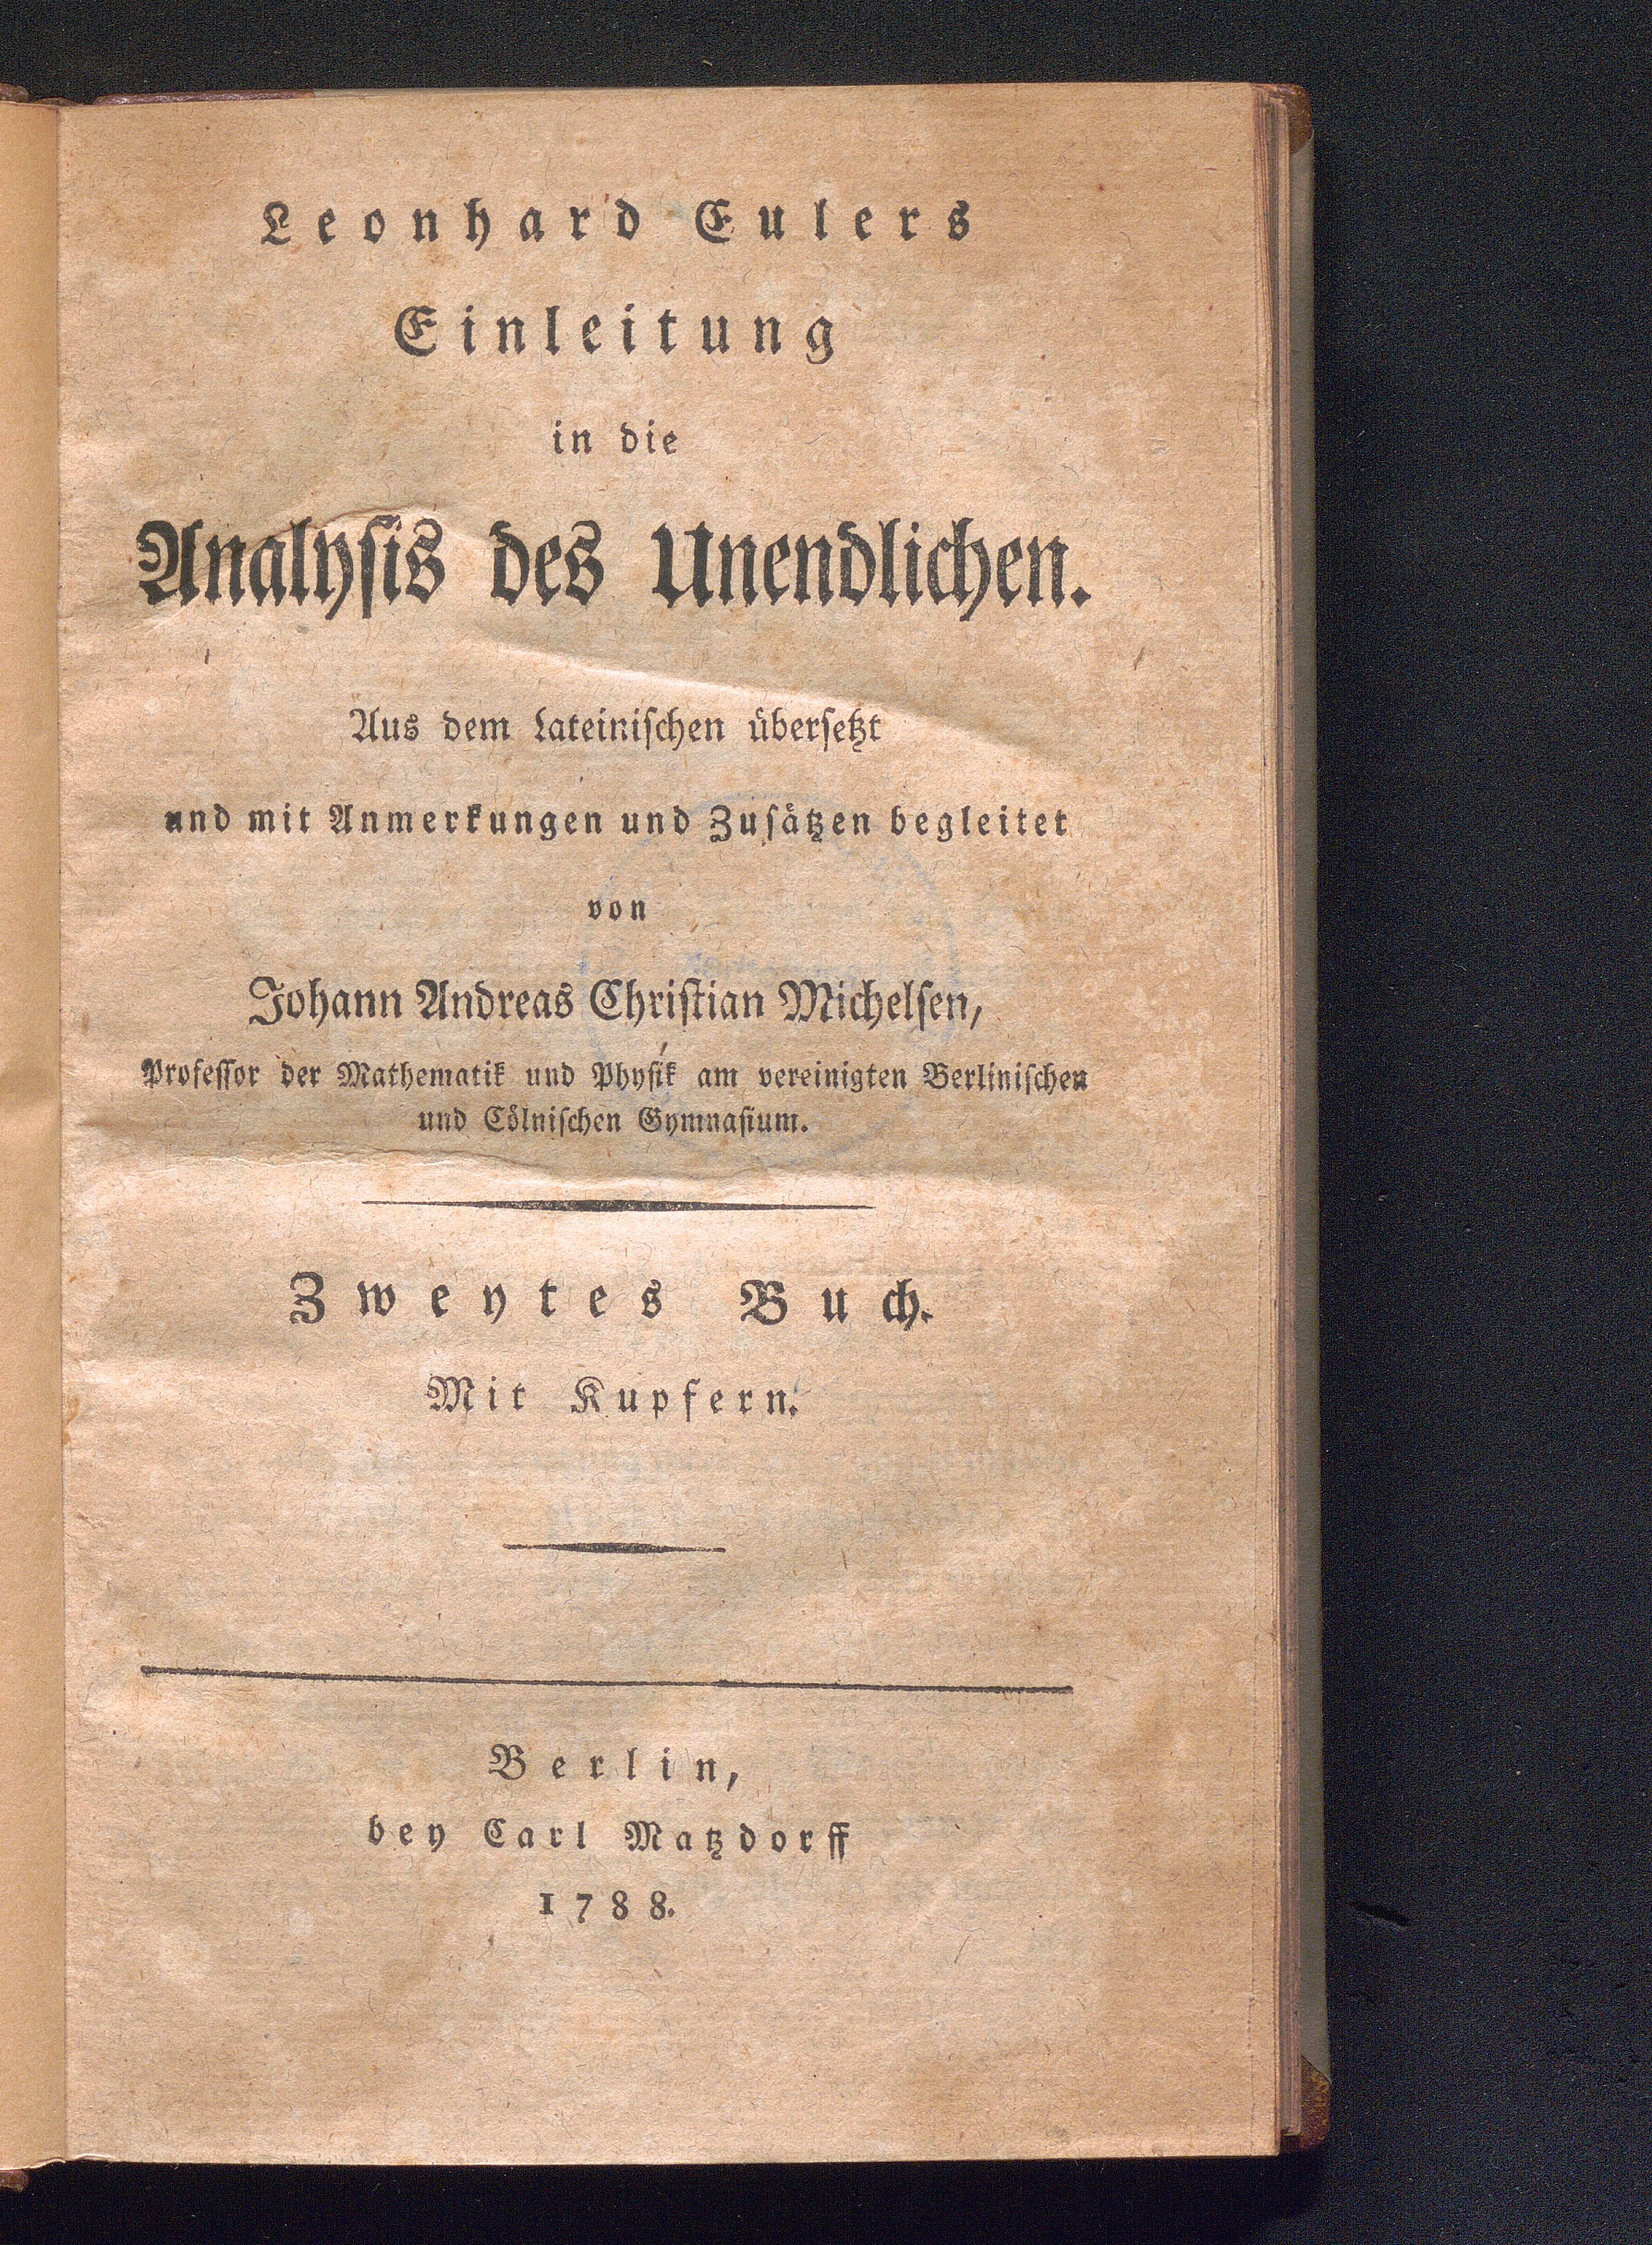 Leonhard Eulers
Einleitung
in die
Analysis des Unendlichen.
Aus dem Lateinischen übersetzt
und mit Anmerkungen und Zusätzen begleitet
von
Johann Andreas Christian Michelsen,
Professor der Mathematik und Physik am vereinigten Berlinischen
und Cölnischen Gymnasium.
Zweytes Buch.
Mit Kupfern.
Berlin,
bey Carl Matzdorff
1788.